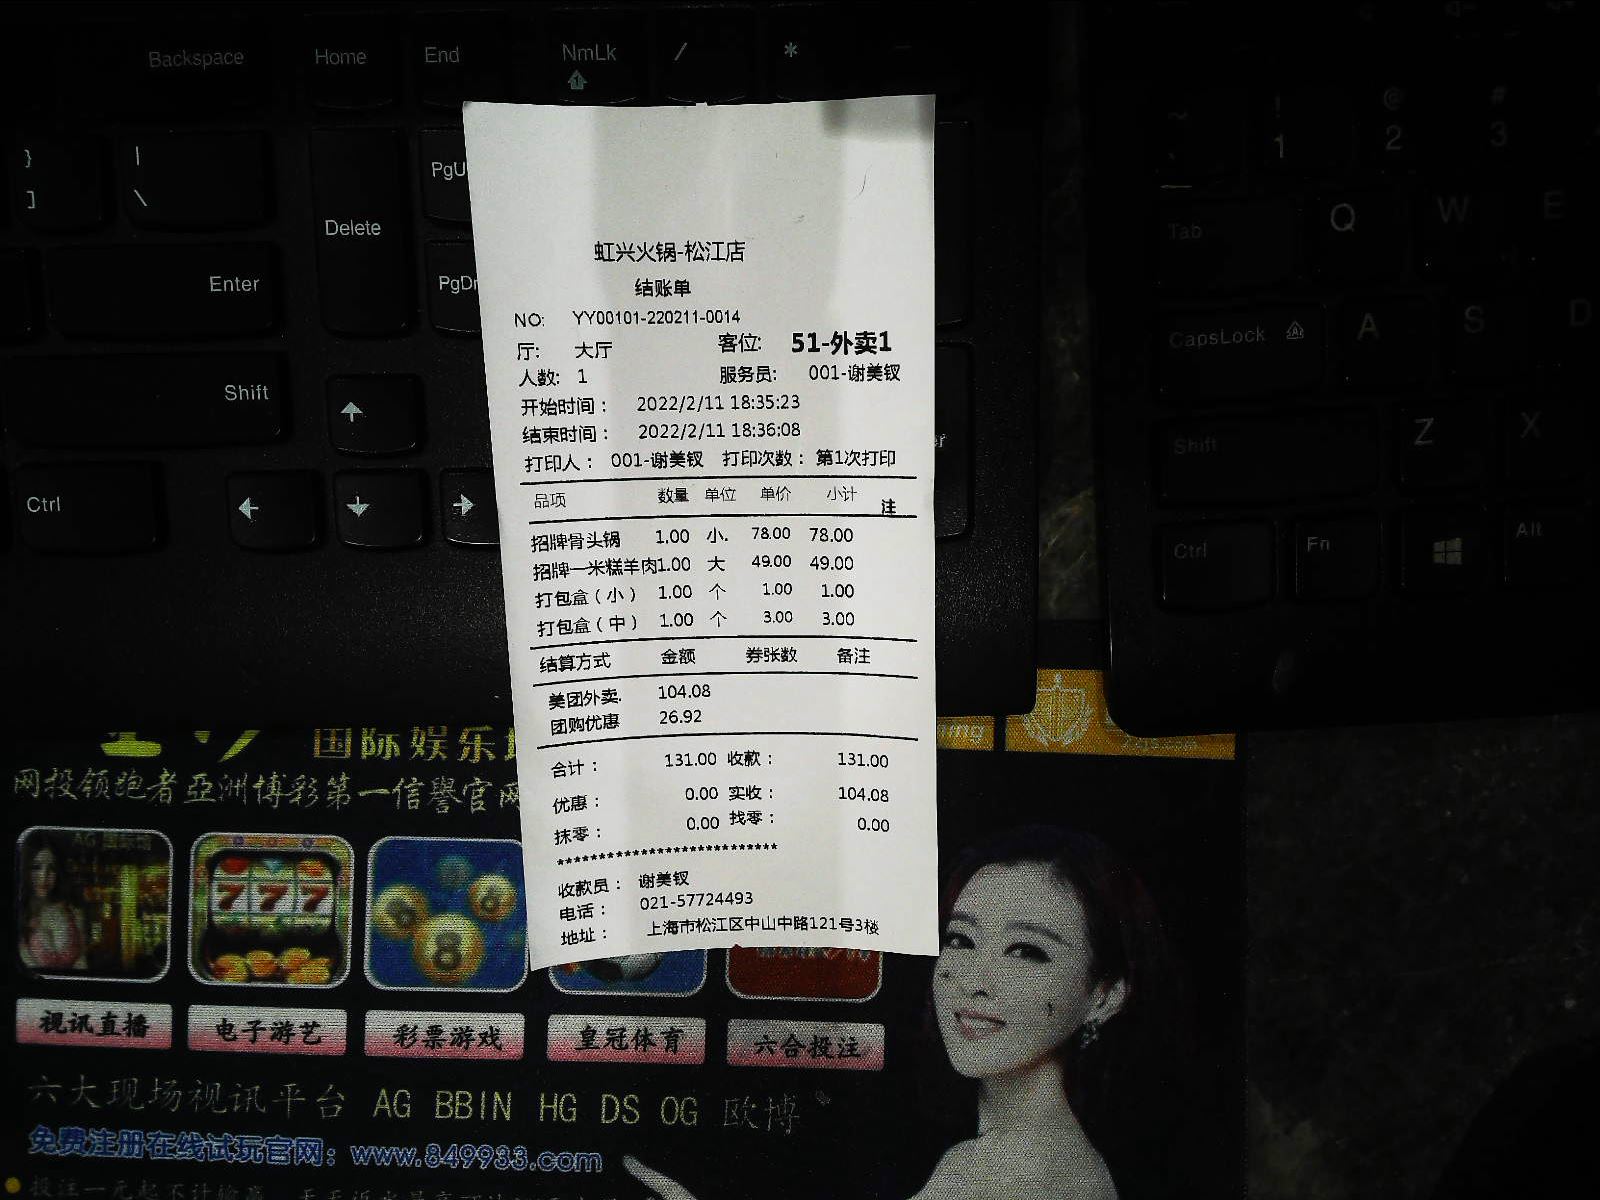 Backspace Home End NmLk / *
} | PgU ~ ! @ #
] \ ` 1 2 3
Delete Q W E
Enter PgD Tab
Shift CapsLock A S D
Ctrl Shift Z X
Ctrl Fn Alt
虹兴火锅-松江店
结账单
NO: YY00101-220211-0014
厅: 大厅 客位: 51-外卖1
人数: 1 服务员: 001-谢美钗
开始时间: 2022/2/11 18:35:23
结束时间: 2022/2/11 18:36:08
打印人: 001-谢美钗 打印次数: 第1次打印
品项 数量 单位 单价 小计 注
招牌骨头锅 1.00 小. 78.00 78.00
招牌一米糕羊肉1.00 大 49.00 49.00
打包盒(小) 1.00 个 1.00 1.00
打包盒(中) 1.00 个 3.00 3.00
结算方式 金额 券张数 备注
美团外卖. 104.08
团购优惠 26.92
合计: 131.00 收款: 131.00
优惠: 0.00 实收: 104.08
抹零: 0.00 找零: 0.00
***************************
收款员: 谢美钗
电话: 021-57724493
地址: 上海市松江区中山中路121号3楼
国际娱乐
网投领跑者亞洲博彩第一信譽官网
视讯直播 电子游艺 彩票游戏 皇冠体育 六合投注
六大现场视讯平台 AG BBIN HG DS OG 欧博
免费注册在线试玩官网: www.849933.com